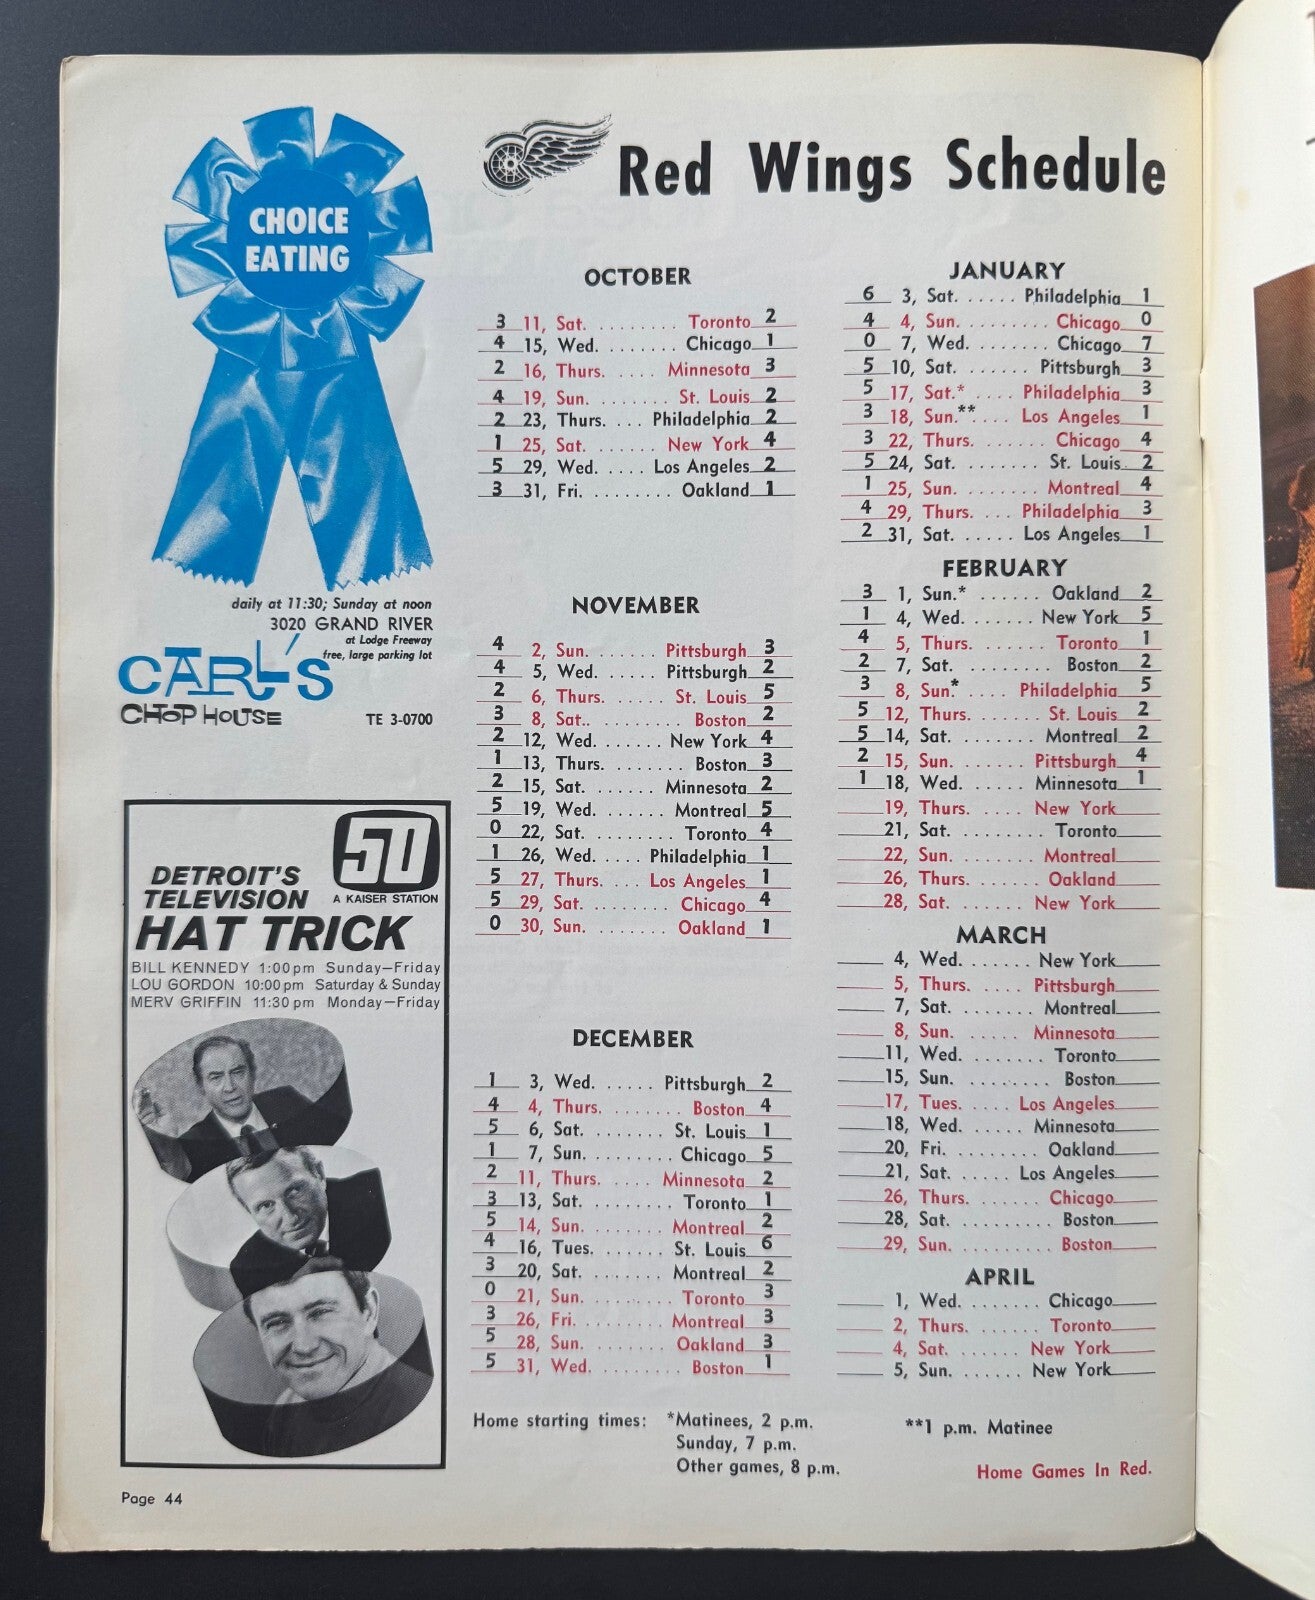 CHOICE
EATING
daily at 11:30; Sunday at noon
3020 GRAND RIVER
at Lodge Freeway
free, large parking lot
CARL'S
CHOP HOUSE
TE 3-0700
50
A KAISER STATION
DETROIT'S
TELEVISION
HAT TRICK
BILL KENNEDY 1:00pm Sunday–Friday
LOU GORDON 10:00pm Saturday & Sunday
MERV GRIFFIN 11:30pm Monday–Friday
Page 44
Red Wings Schedule
OCTOBER
3 11, Sat. ......... Toronto 2
4 15, Wed. ....... Chicago 1
2 16, Thurs. .... Minnesota 3
4 19, Sun. ....... St. Louis 2
2 23, Thurs. ... Philadelphia 2
1 25, Sat. ....... New York 4
5 29, Wed. ... Los Angeles 2
3 31, Fri. ......... Oakland 1
NOVEMBER
4 2, Sun. ...... Pittsburgh 3
4 5, Wed. ...... Pittsburgh 2
2 6, Thurs. ...... St. Louis 5
3 8, Sat.. ......... Boston 2
2 12, Wed. ...... New York 4
1 13, Thurs. ....... Boston 3
2 15, Sat. ...... Minnesota 2
5 19, Wed. ...... Montreal 5
0 22, Sat. ........ Toronto 4
1 26, Wed. .... Philadelphia 1
5 27, Thurs. ... Los Angeles 1
5 29, Sat. ........ Chicago 4
0 30, Sun. ....... Oakland 1
DECEMBER
1 3, Wed. ..... Pittsburgh 2
4 4, Thurs. ........ Boston 4
5 6, Sat. ....... St. Louis 1
1 7, Sun. ....... Chicago 5
2 11, Thurs. .... Minnesota 2
3 13, Sat. ........ Toronto 1
5 14, Sun. ....... Montreal 2
4 16, Tues. ...... St. Louis 6
3 20, Sat. ....... Montreal 2
0 21, Sun. ........ Toronto 3
3 26, Fri. ....... Montreal 3
5 28, Sun. ....... Oakland 3
5 31, Wed. ........ Boston 1
JANUARY
6 3, Sat. ...... Philadelphia 1
4 4, Sun. ......... Chicago 0
0 7, Wed. ........ Chicago 7
5 10, Sat. ....... Pittsburgh 3
5 17, Sat.* .... Philadelphia 3
3 18, Sun.** .... Los Angeles 1
3 22, Thurs. ...... Chicago 4
5 24, Sat. ........ St. Louis 2
1 25, Sun. ....... Montreal 4
4 29, Thurs. ... Philadelphia 3
2 31, Sat. ..... Los Angeles 1
FEBRUARY
3 1, Sun.* ...... Oakland 2
1 4, Wed. ...... New York 5
4 5, Thurs. ....... Toronto 1
2 7, Sat. ......... Boston 2
3 8, Sun.* .... Philadelphia 5
5 12, Thurs. ...... St. Louis 2
5 14, Sat. ....... Montreal 2
2 15, Sun. ...... Pittsburgh 4
1 18, Wed. ..... Minnesota 1
19, Thurs. ..... New York
21, Sat. ........ Toronto
22, Sun. ....... Montreal
26, Thurs. ...... Oakland
28, Sat. ...... New York
MARCH
4, Wed. ...... New York
5, Thurs. .... Pittsburgh
7, Sat. ....... Montreal
8, Sun. ...... Minnesota
11, Wed. ....... Toronto
15, Sun. ......... Boston
17, Tues. .... Los Angeles
18, Wed. ..... Minnesota
20, Fri. ........ Oakland
21, Sat. ..... Los Angeles
26, Thurs. ...... Chicago
28, Sat. ......... Boston
29, Sun. ......... Boston
APRIL
1, Wed. ....... Chicago
2, Thurs. ...... Toronto
4, Sat. ...... New York
5, Sun. ...... New York
Home starting times: *Matinees, 2 p.m.
Sunday, 7 p.m.
Other games, 8 p.m.
**1 p.m. Matinee
Home Games In Red.